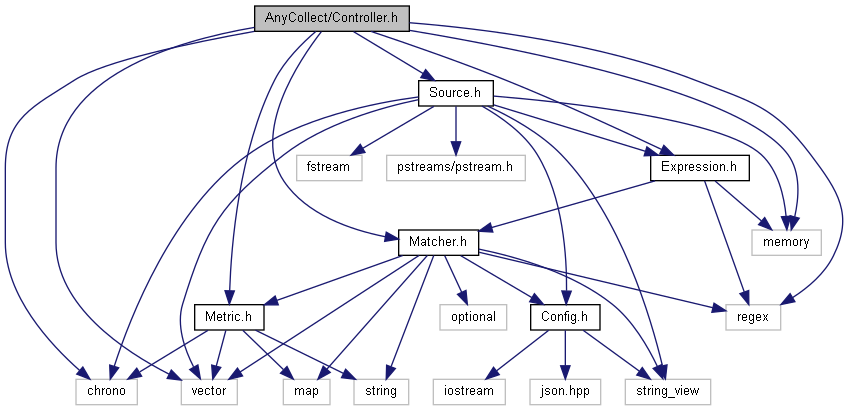 AnyCollect/Controller.h
Source.h
fstream
pstreams/pstream.h
Expression.h
Matcher.h
memory
Metric.h
optional
Config.h
regex
chrono
vector
map
string
iostream
json.hpp
string_view